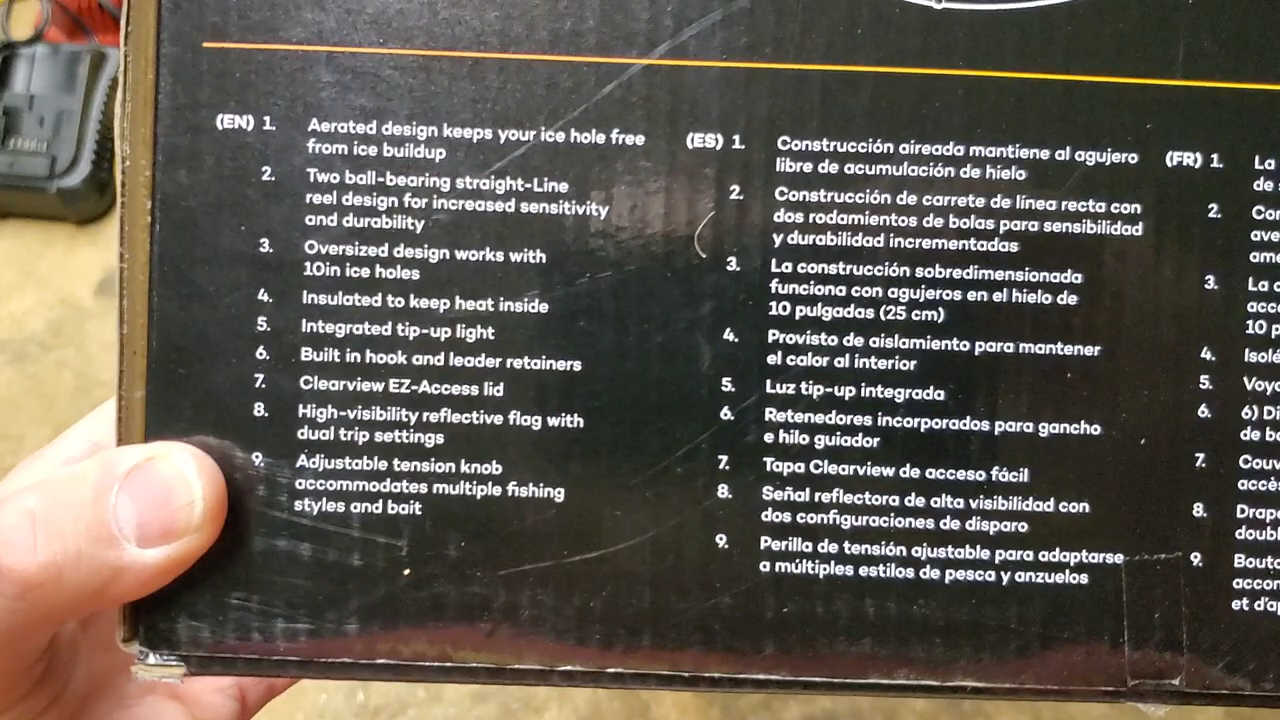 (EN) 1. Aerated design keeps your ice hole free
from ice buildup
2. Two ball-bearing straight-Line
reel design for increased sensitivity
and durability
3. Oversized design works with
10in ice holes
4. Insulated to keep heat inside
5. Integrated tip-up light
6. Built in hook and leader retainers
7. Clearview EZ-Access lid
8. High-visibility reflective flag with
dual trip settings
9. Adjustable tension knob
accommodates multiple fishing
styles and bait
(ES) 1. Construcción aireada mantiene al agujero
libre de acumulación de hielo
2. Construcción de carrete de línea recta con
dos rodamientos de bolas para sensibilidad
y durabilidad incrementadas
3. La construcción sobredimensionada
funciona con agujeros en el hielo de
10 pulgadas (25 cm)
4. Provisto de aislamiento para mantener
el calor al interior
5. Luz tip-up integrada
6. Retenedores incorporados para gancho
e hilo guiador
7. Tapa Clearview de acceso fácil
8. Señal reflectora de alta visibilidad con
dos configuraciones de disparo
9. Perilla de tensión ajustable para adaptarse
a múltiples estilos de pesca y anzuelos
(FR) 1. La
de
2.
3. La
10
4. Isolé
5.
6. 6)
de
7.
8.
9.
et